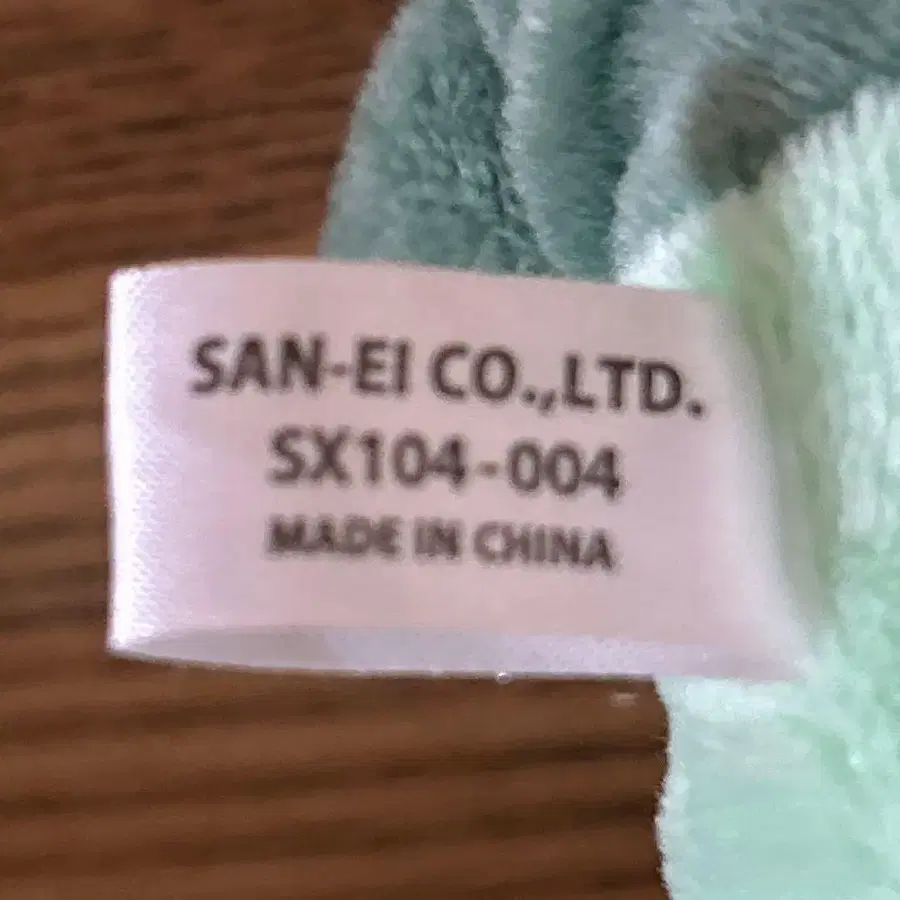 SAN-EI CO.,LTD.
SX104-004
MADE IN CHINA